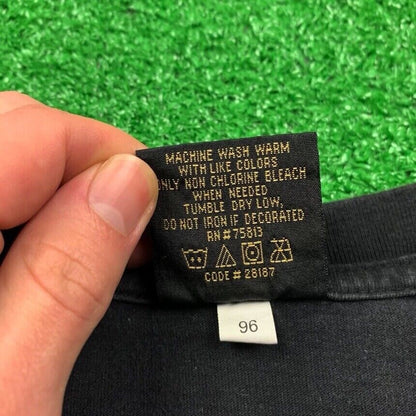 MACHINE WASH WARM
WITH LIKE COLORS
ONLY NON CHLORINE BLEACH
WHEN NEEDED
TUMBLE DRY LOW,
DO NOT IRON IF DECORATED
RN#75813
CODE # 28167
96